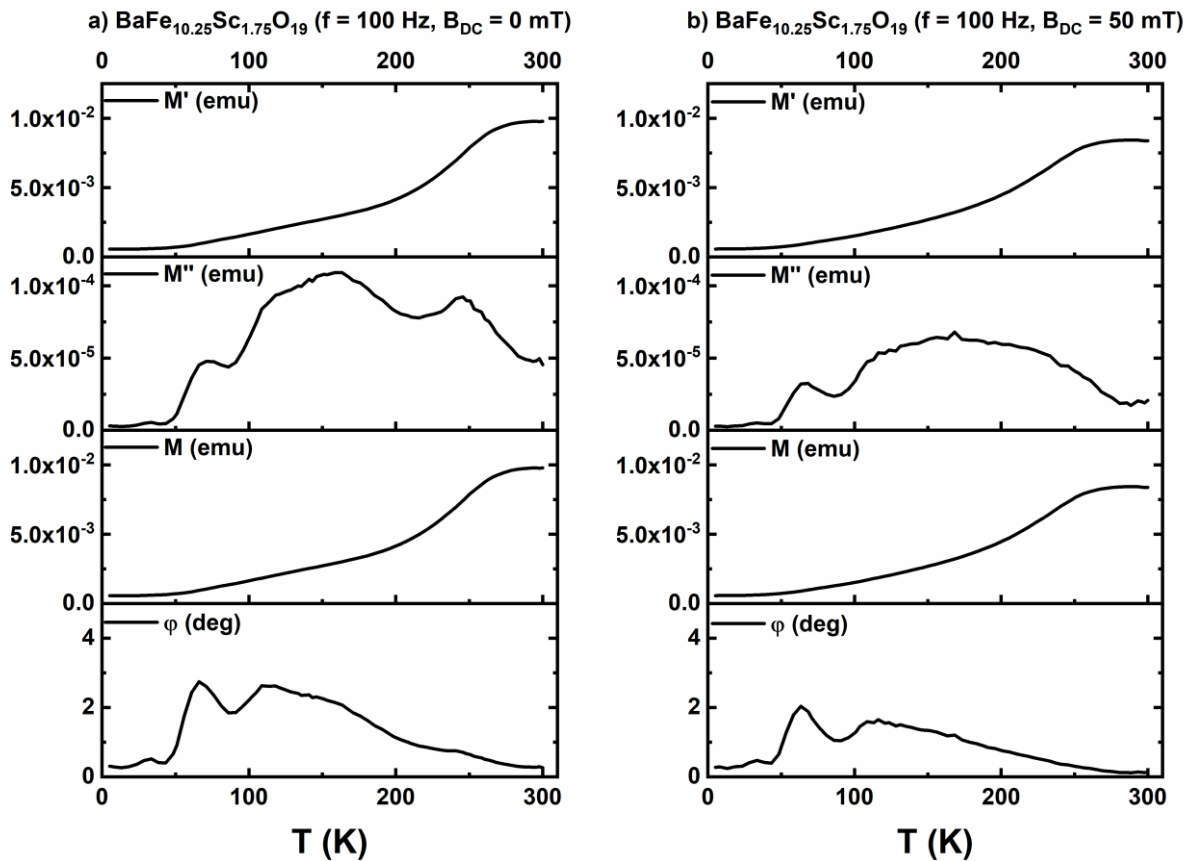 a) BaFe10.25Sc1.75O19 (f = 100 Hz, BDC = 0 mT)
0 100 200 300
M' (emu)
1.0x10-2
5.0x10-3
0.0
M'' (emu)
1.0x10-4
5.0x10-5
0.0
M (emu)
1.0x10-2
5.0x10-3
0.0
φ (deg)
4
2
0
0 100 200 300
T (K)
b) BaFe10.25Sc1.75O19 (f = 100 Hz, BDC = 50 mT)
0 100 200 300
M' (emu)
1.0x10-2
5.0x10-3
0.0
M'' (emu)
1.0x10-4
5.0x10-5
0.0
M (emu)
1.0x10-2
5.0x10-3
0.0
φ (deg)
4
2
0
0 100 200 300
T (K)